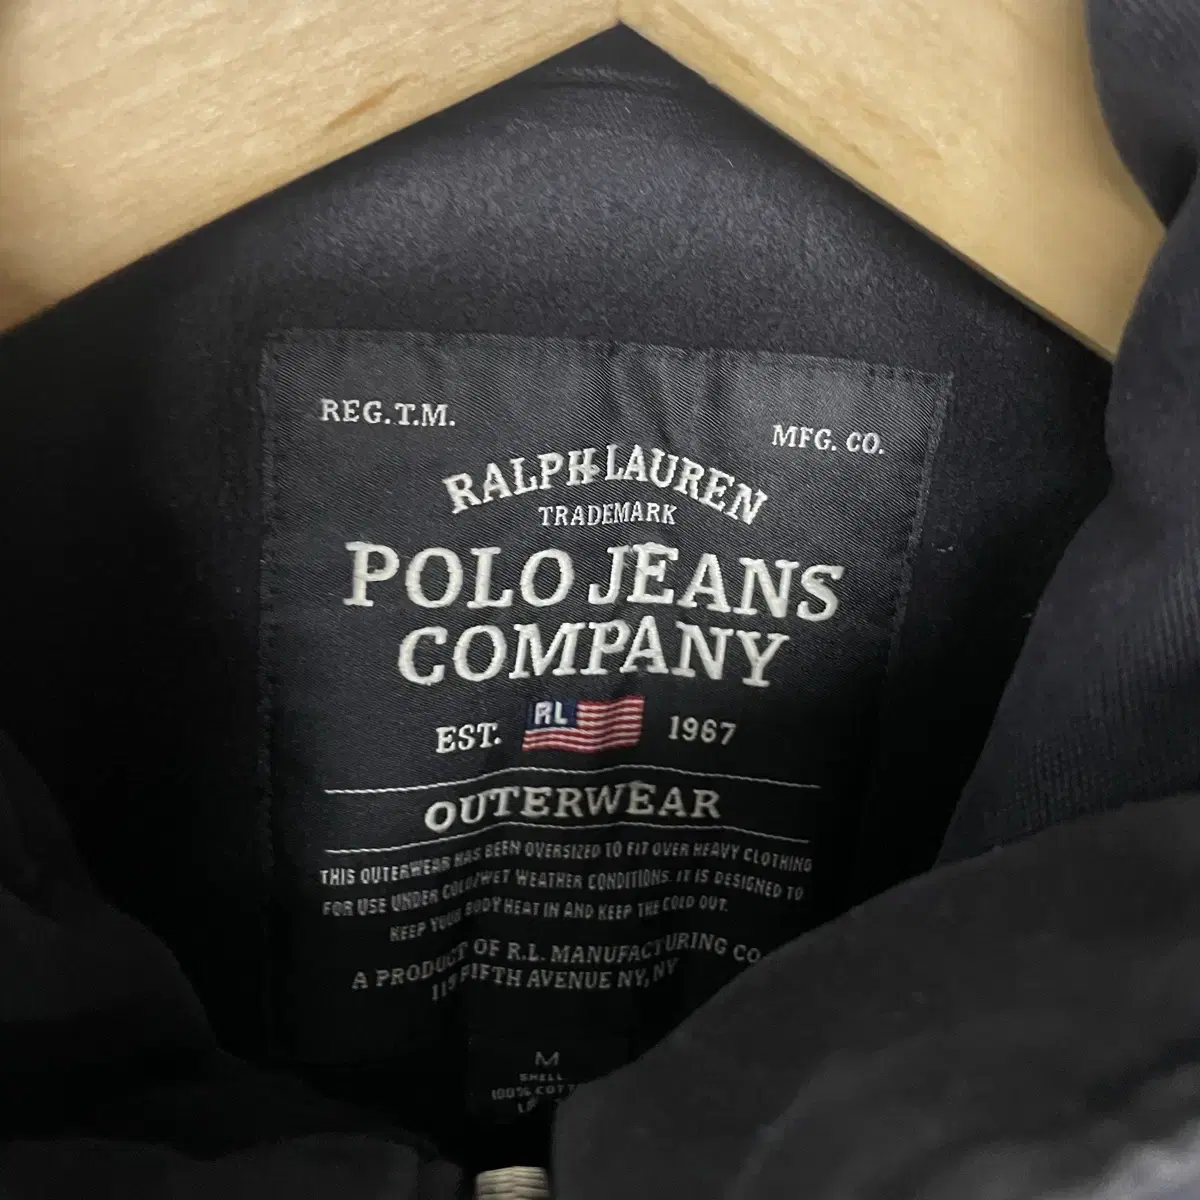 REG.T.M.
MFG. CO.
RALPH LAUREN
TRADEMARK
POLO JEANS
COMPANY
EST. RL 1967
OUTERWEAR
THIS OUTERWEAR HAS BEEN OVERSIZED TO FIT OVER HEAVY CLOTHING
FOR USE UNDER COLD/WET WEATHER CONDITIONS. IT IS DESIGNED TO
KEEP YOUR BODY HEAT IN AND KEEP THE COLD OUT.
A PRODUCT OF R.L. MANUFACTURING CO
119 FIFTH AVENUE NY, NY
M
SHELL
100%